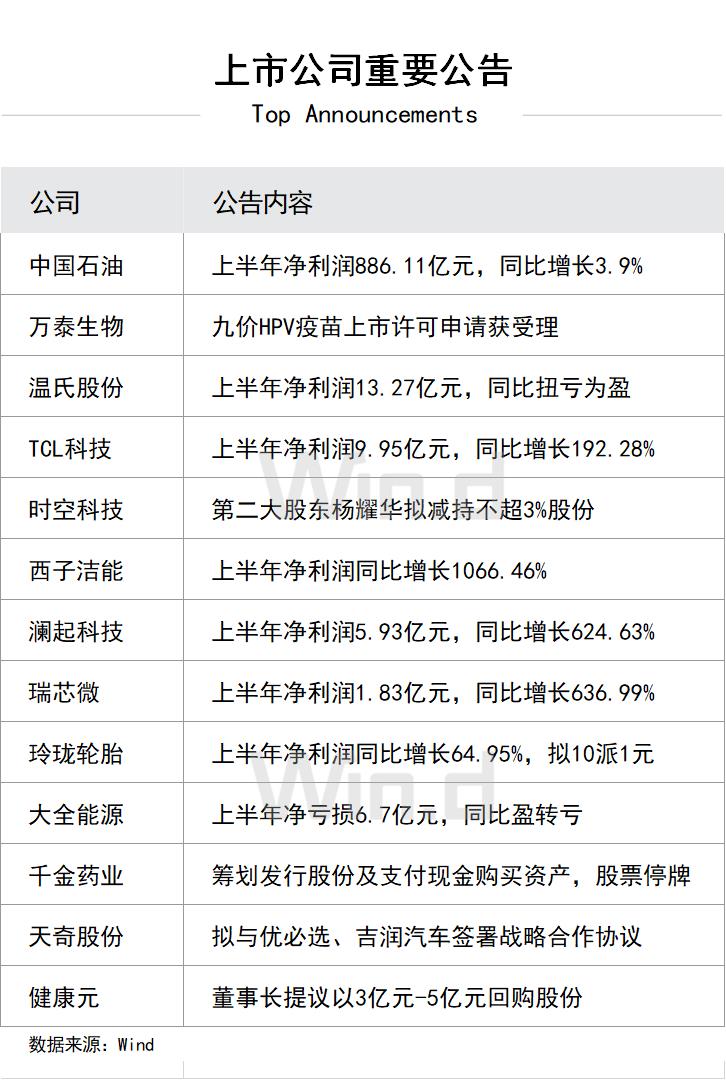 上市公司重要公告
Top Announcements
公司 公告内容
中国石油 上半年净利润886.11亿元，同比增长3.9%
万泰生物 九价HPV疫苗上市许可申请获受理
温氏股份 上半年净利润13.27亿元，同比扭亏为盈
TCL科技 上半年净利润9.95亿元，同比增长192.28%
时空科技 第二大股东杨耀华拟减持不超3%股份
西子洁能 上半年净利润同比增长1066.46%
澜起科技 上半年净利润5.93亿元，同比增长624.63%
瑞芯微 上半年净利润1.83亿元，同比增长636.99%
玲珑轮胎 上半年净利润同比增长64.95%，拟10派1元
大全能源 上半年净亏损6.7亿元，同比盈转亏
千金药业 筹划发行股份及支付现金购买资产，股票停牌
天奇股份 拟与优必选、吉润汽车签署战略合作协议
健康元 董事长提议以3亿元-5亿元回购股份
数据来源：Wind
Win.d
Win.d